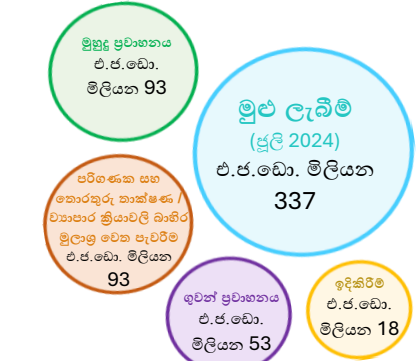 මුහුදු ප්‍රවාහනය
එ.ජ.ඩො.
මිලියන 93
මුළු ලැබීම්
(ජූලි 2024)
එ.ජ.ඩො. මිලියන
337
පරිගණක සහ
තොරතුරු තාක්ෂණ /
ව්‍යාපාර ක්‍රියාවලි බාහිර
මූලාශ්‍ර වෙත පැවරීම්
එ.ජ.ඩො. මිලියන
93
ගුවන් ප්‍රවාහනය
එ.ජ.ඩො.
මිලියන 53
ඉදිකිරීම්
එ.ජ.ඩො.
මිලියන 18